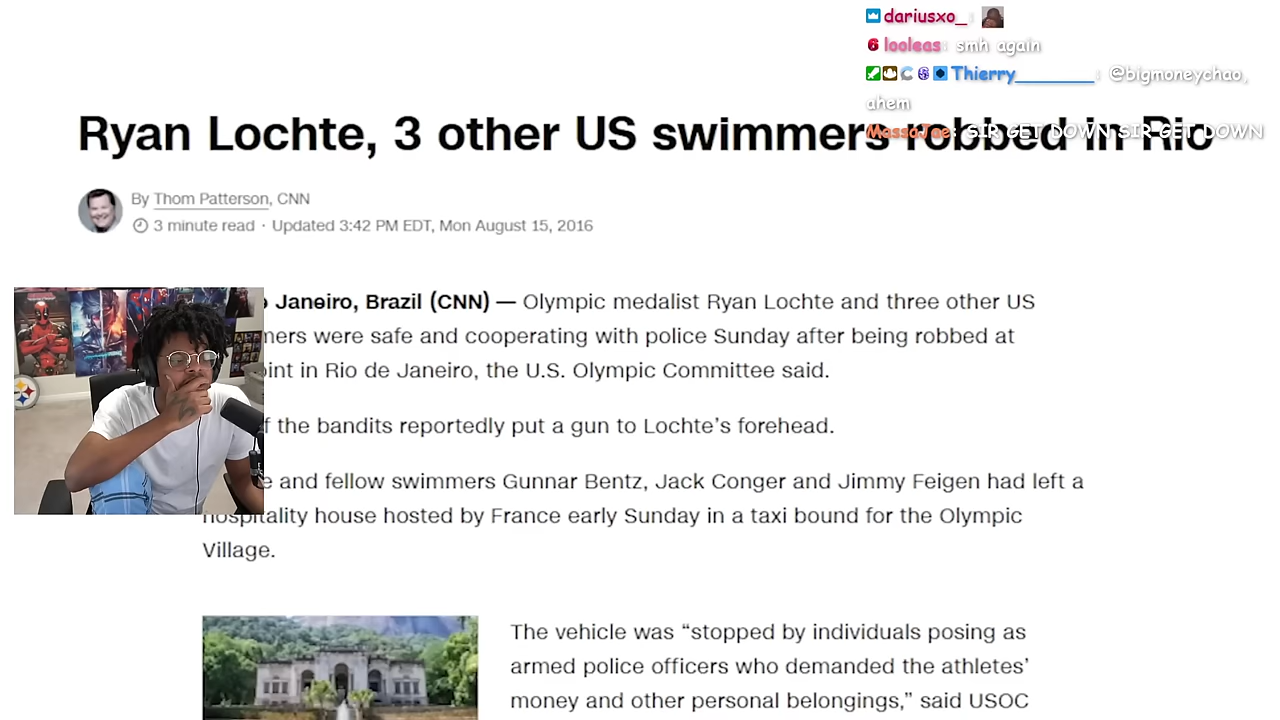 dariusxo_:
looleas: smh again
Thierry________: @bigmoneychao,
ahem
MassaJae: SIR GET DOWN SIR GET DOWN
Ryan Lochte, 3 other US swimmers robbed in Rio
By Thom Patterson, CNN
3 minute read · Updated 3:42 PM EDT, Mon August 15, 2016
Janeiro, Brazil (CNN) — Olympic medalist Ryan Lochte and three other US
mers were safe and cooperating with police Sunday after being robbed at
oint in Rio de Janeiro, the U.S. Olympic Committee said.
f the bandits reportedly put a gun to Lochte’s forehead.
e and fellow swimmers Gunnar Bentz, Jack Conger and Jimmy Feigen had left a
hospitality house hosted by France early Sunday in a taxi bound for the Olympic
Village.
The vehicle was “stopped by individuals posing as
armed police officers who demanded the athletes’
money and other personal belongings,” said USOC